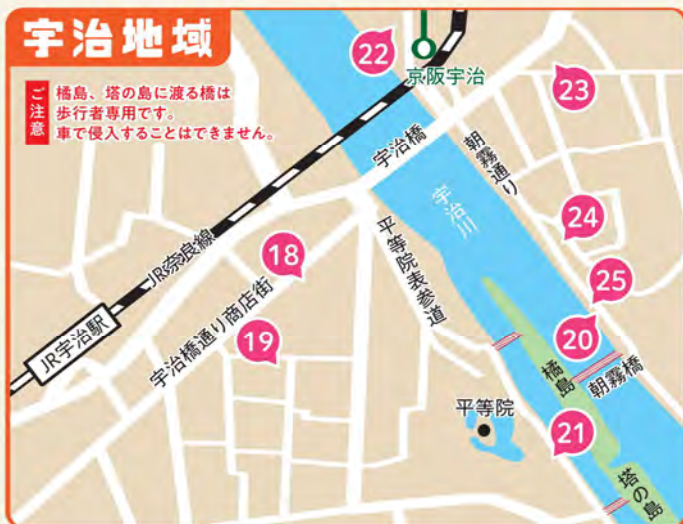 宇治地域
ご注意
橘島、塔の島に渡る橋は
歩行者専用です。
車で侵入することはできません。
22
京阪宇治
23
宇治橋
朝霧通り
宇治川
24
JR奈良線
18
平等院表参道
25
JR宇治駅
宇治橋通り商店街
19
20
橘島
朝霧橋
平等院
21
塔の島